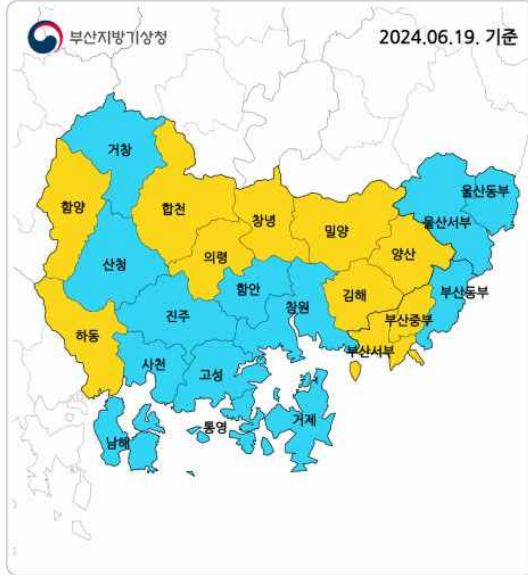 부산지방기상청
2024.06.19. 기준
거창
함양
합천
창녕
밀양
울산동부
울산서부
산청
의령
양산
함안
김해
부산동부
진주
창원
하동
부산중부
부산서부
사천
고성
거제
통영
남해